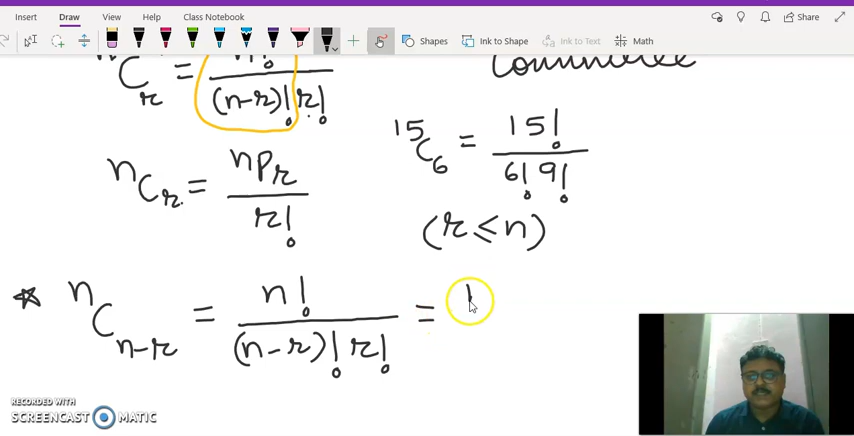 Insert Draw View Help Class Notebook Share
Shapes Ink to Shape Ink to Text Math
ⁿCᵣ = n! / (n-r)! r!
Committee
¹⁵C₆ = 15! / 6! 9!
ⁿCᵣ = ⁿPᵣ / r!
(r ≤ n)
☆ ⁿCₙ₋ᵣ = n! / (n-r)! r! =
RECORDED WITH
SCREENCAST MATIC